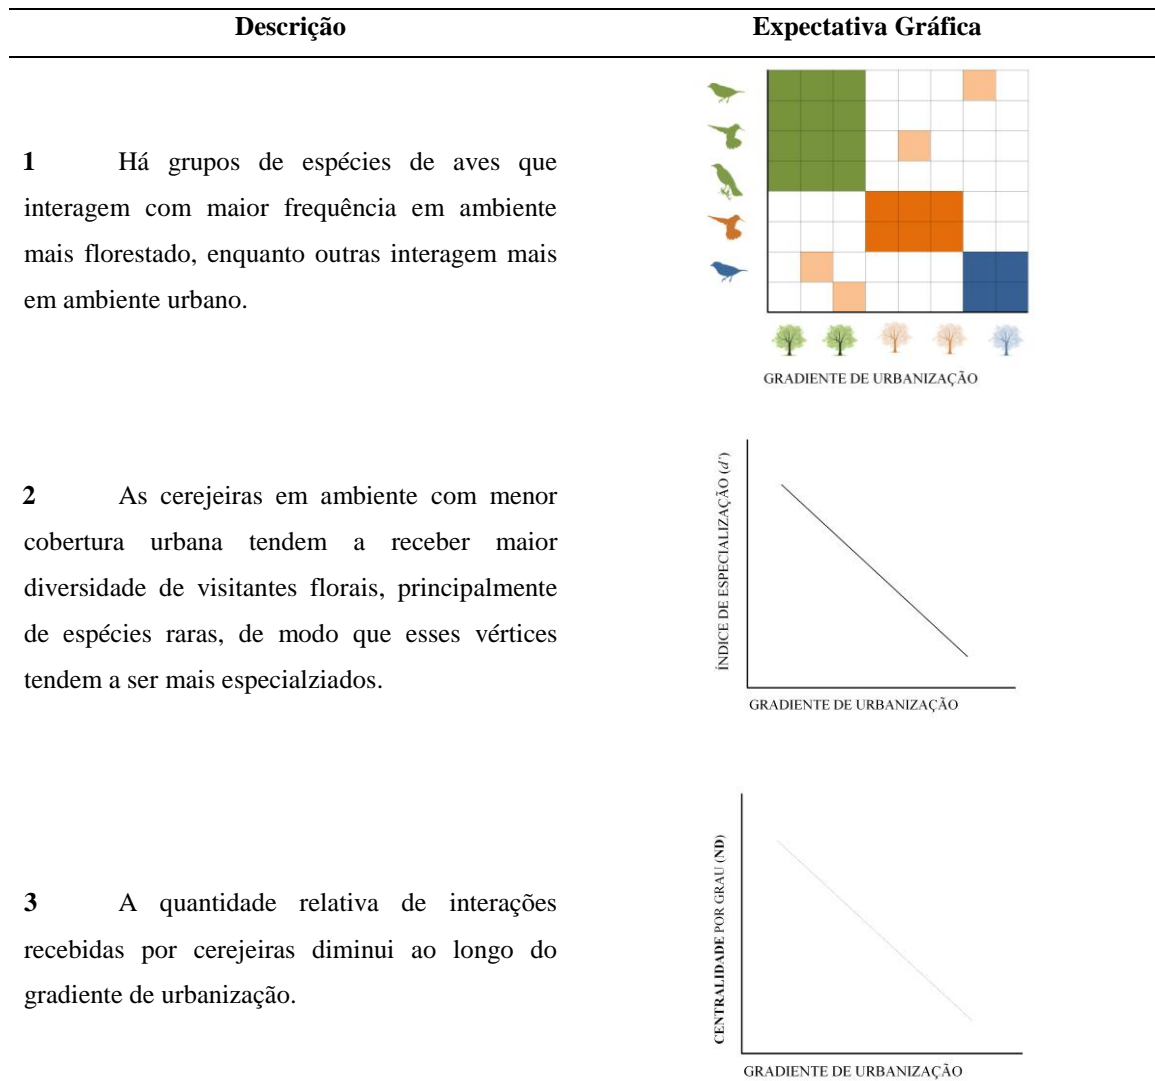 Descrição
Expectativa Gráfica
1 Há grupos de espécies de aves que
interagem com maior frequência em ambiente
mais florestado, enquanto outras interagem mais
em ambiente urbano.
GRADIENTE DE URBANIZAÇÃO
2 As cerejeiras em ambiente com menor
cobertura urbana tendem a receber maior
diversidade de visitantes florais, principalmente
de espécies raras, de modo que esses vértices
tendem a ser mais especialziados.
ÍNDICE DE ESPECIALIZAÇÃO (d')
GRADIENTE DE URBANIZAÇÃO
3 A quantidade relativa de interações
recebidas por cerejeiras diminui ao longo do
gradiente de urbanização.
CENTRALIDADE POR GRAU (ND)
GRADIENTE DE URBANIZAÇÃO